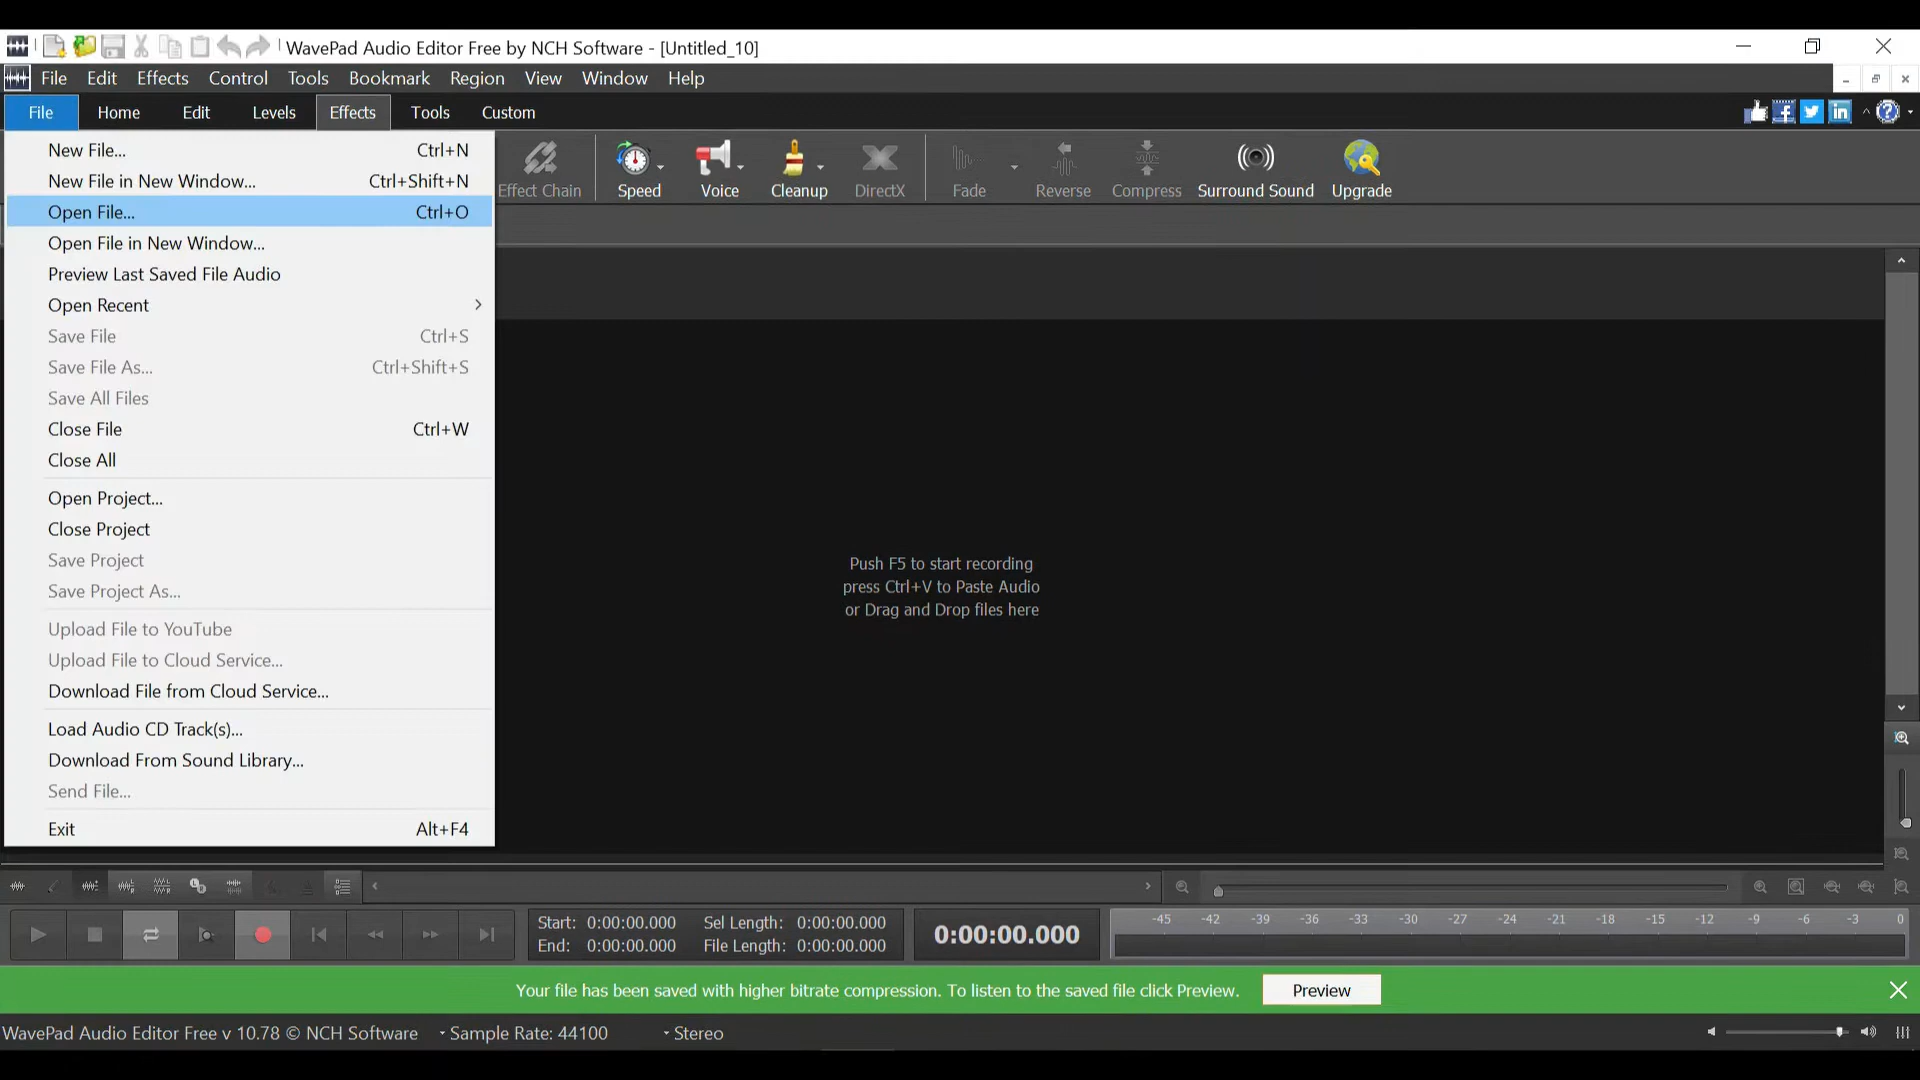 WavePad Audio Editor Free by NCH Software - [Untitled_10]
File Edit Effects Control Tools Bookmark Region View Window Help
File Home Edit Levels Effects Tools Custom
New File... Ctrl+N
New File in New Window... Ctrl+Shift+N
Open File... Ctrl+O
Open File in New Window...
Preview Last Saved File Audio
Open Recent
Save File Ctrl+S
Save File As... Ctrl+Shift+S
Save All Files
Close File Ctrl+W
Close All
Open Project...
Close Project
Save Project
Save Project As...
Upload File to YouTube
Upload File to Cloud Service...
Download File from Cloud Service...
Load Audio CD Track(s)...
Download From Sound Library...
Send File...
Exit Alt+F4
Effect Chain Speed Voice Cleanup DirectX Fade Reverse Compress Surround Sound Upgrade
Push F5 to start recording
press Ctrl+V to Paste Audio
or Drag and Drop files here
Start: 0:00:00.000 Sel Length: 0:00:00.000
End: 0:00:00.000 File Length: 0:00:00.000
0:00:00.000
-45 -42 -39 -36 -33 -30 -27 -24 -21 -18 -15 -12 -9 -6 -3 0
Your file has been saved with higher bitrate compression. To listen to the saved file click Preview. Preview
WavePad Audio Editor Free v 10.78 © NCH Software Sample Rate: 44100 Stereo